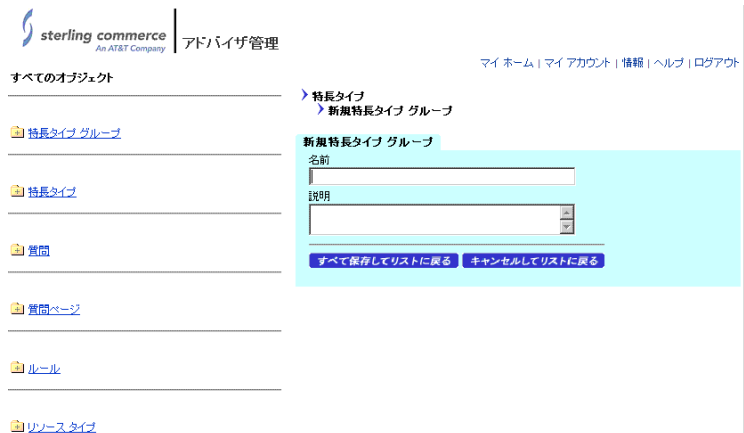 sterling commerce
An AT&T Company
アドバイザ管理
マイ ホーム | マイ アカウント | 情報 | ヘルプ | ログアウト
すべてのオブジェクト
特長タイプ グループ
特長タイプ
質問
質問ページ
ルール
リソース タイプ
特長タイプ
新規特長タイプ グループ
新規特長タイプ グループ
名前
説明
すべて保存してリストに戻る キャンセルしてリストに戻る